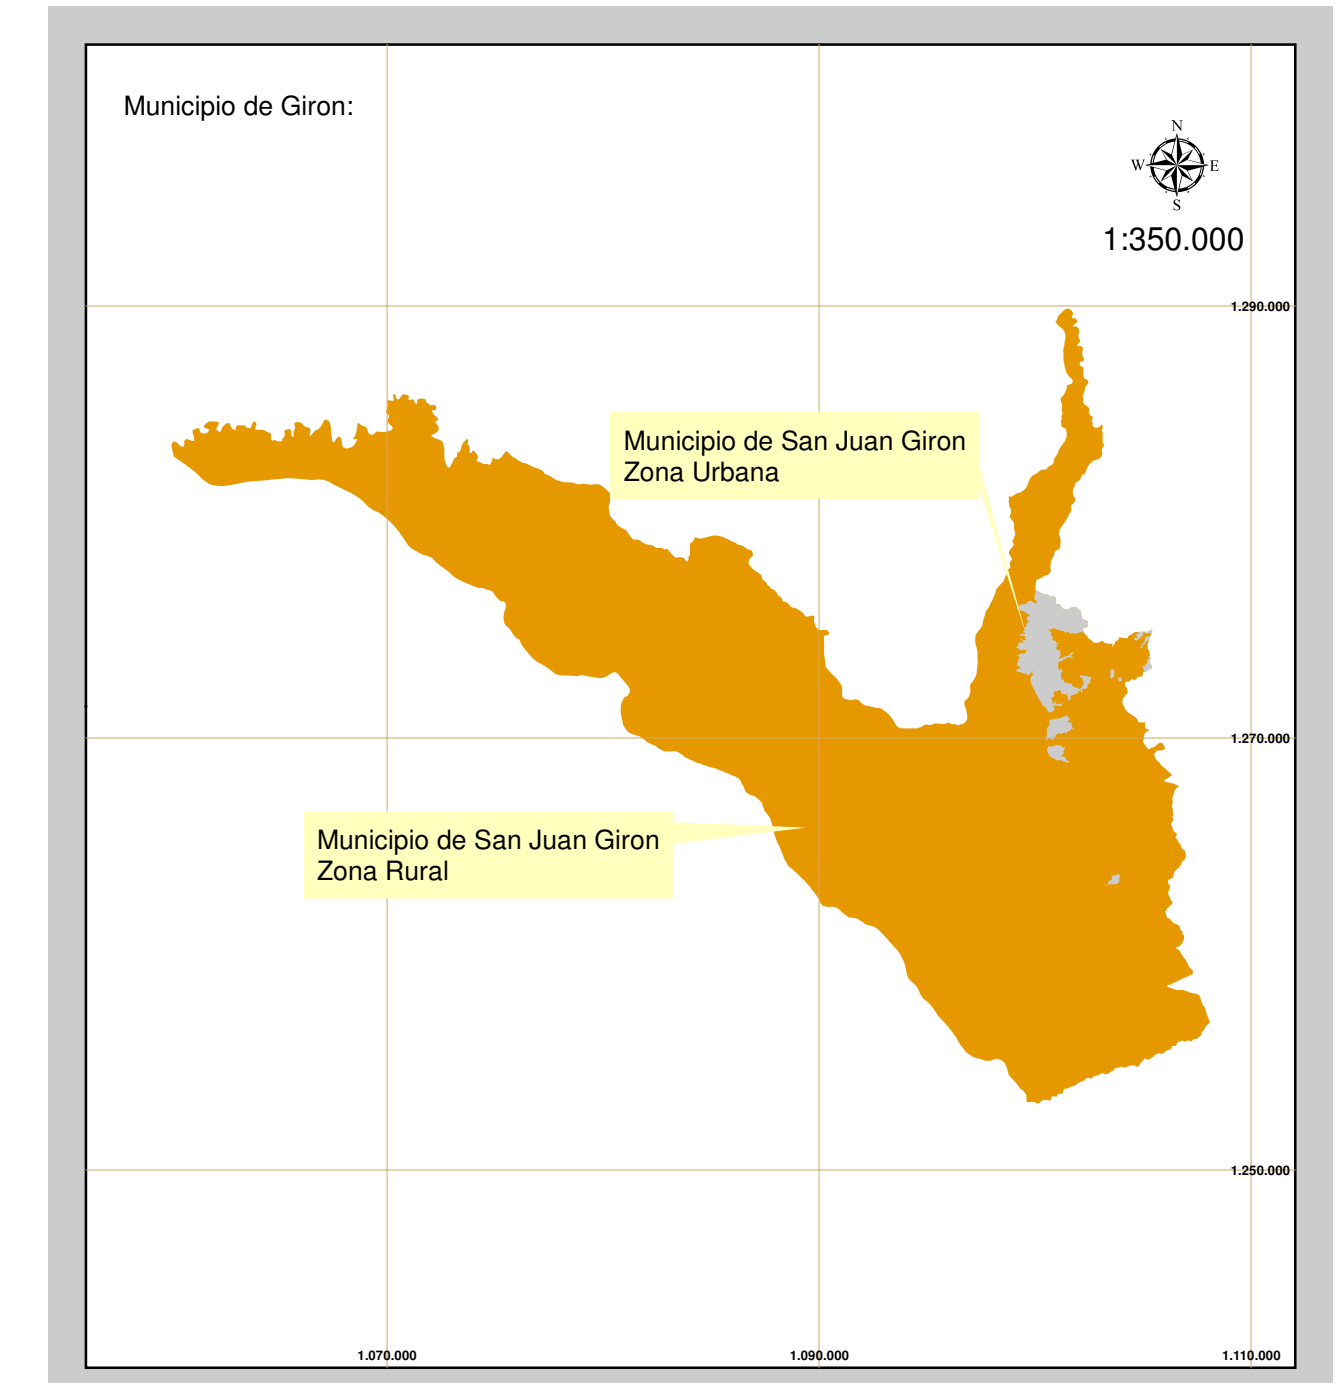 Municipio de Giron:
N
W E
S
1:350.000
1.290.000
Municipio de San Juan Giron
Zona Urbana
1.270.000
Municipio de San Juan Giron
Zona Rural
1.250.000
1.070.000 1.090.000 1.110.000